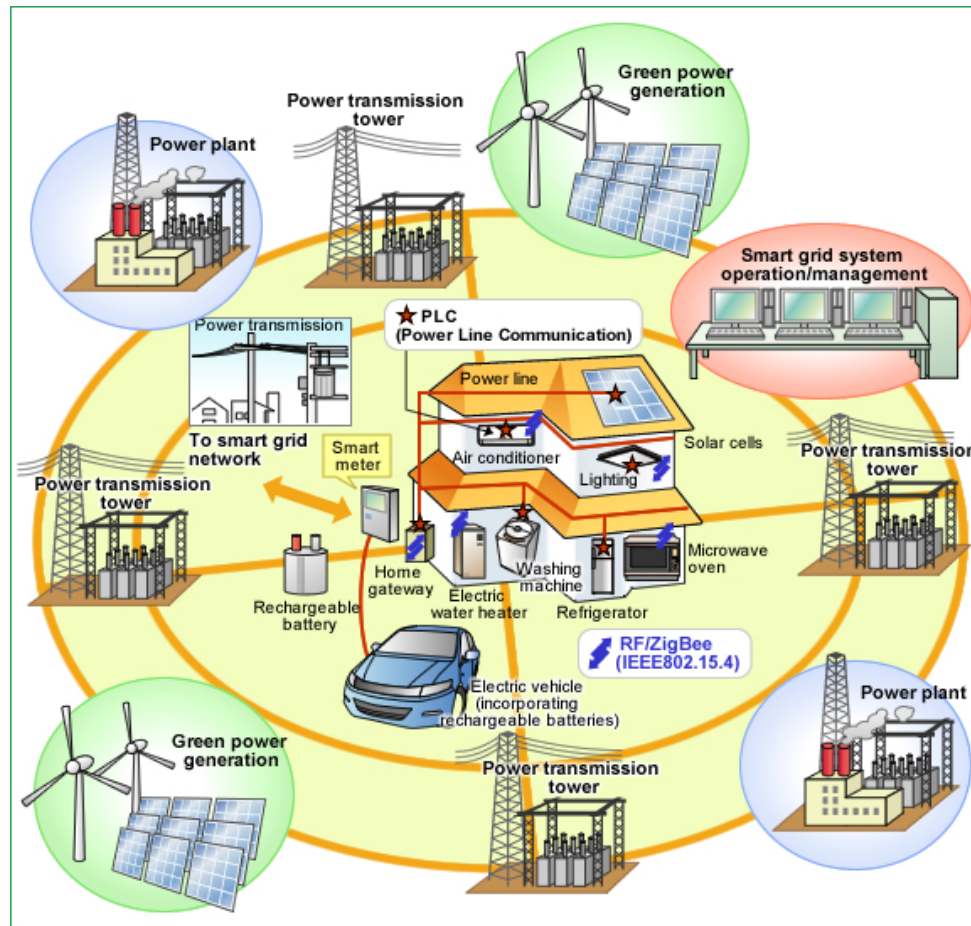 Green power
generation
Power transmission
tower
Power plant
Smart grid system
operation/management
PLC
(Power Line Communication)
Power transmission
Power line
To smart grid
network
Smart
meter
Air conditioner
Solar cells
Lighting
Power transmission
tower
Power transmission
tower
Home
gateway
Rechargeable
battery
Electric
water heater
Washing
machine
Refrigerator
Microwave
oven
RF/ZigBee
(IEEE802.15.4)
Electric vehicle
(incorporating
rechargeable batteries)
Power plant
Green power
generation
Power transmission
tower